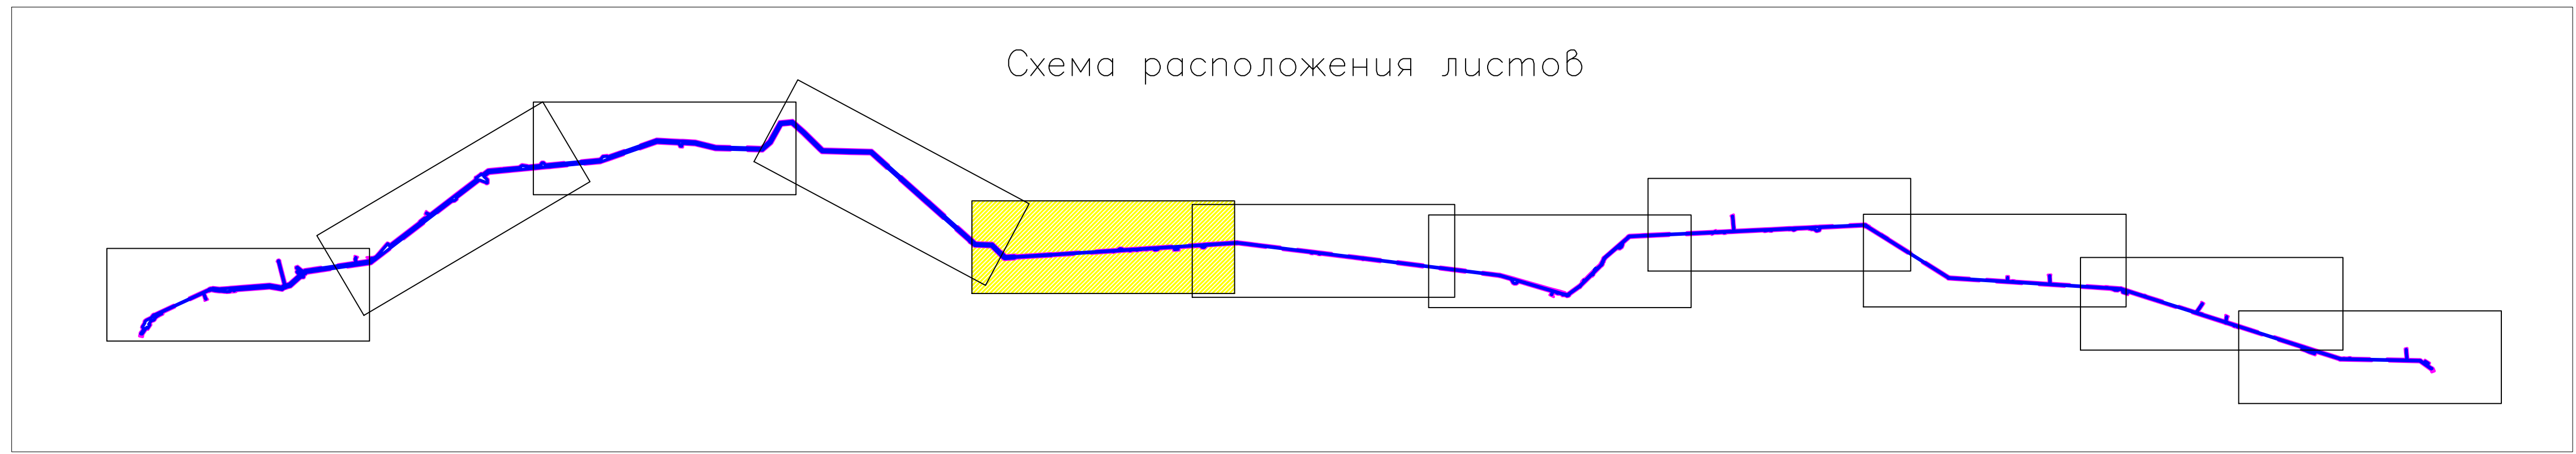 Схема расположения листов